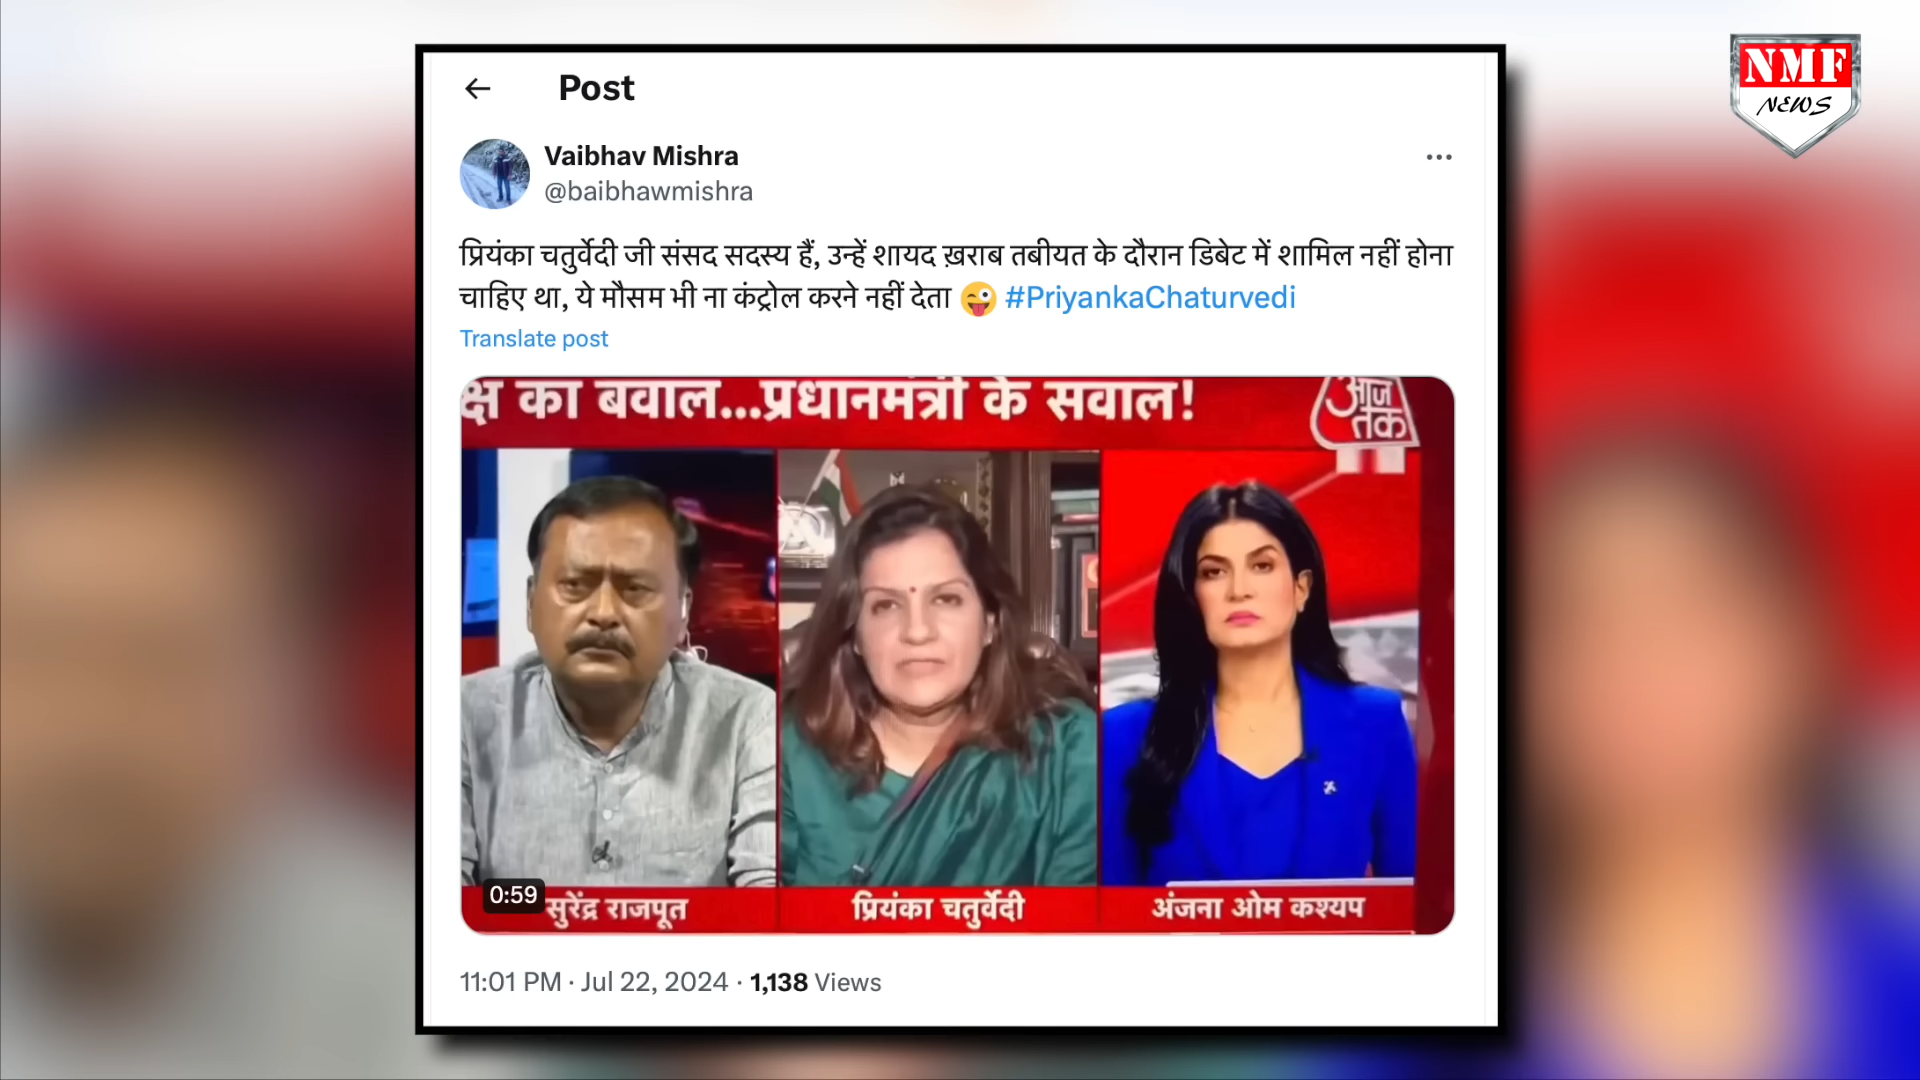 NMF
NEWS
Post
Vaibhav Mishra
@baibhawmishra
प्रियंका चतुर्वेदी जी संसद सदस्य हैं, उन्हें शायद ख़राब तबीयत के दौरान डिबेट में शामिल नहीं होना
चाहिए था, ये मौसम भी ना कंट्रोल करने नहीं देता 😜 #PriyankaChaturvedi
Translate post
क्ष का बवाल...प्रधानमंत्री के सवाल!
आज
तक
0:59
सुरेंद्र राजपूत
प्रियंका चतुर्वेदी
अंजना ओम कश्यप
11:01 PM · Jul 22, 2024 · 1,138 Views